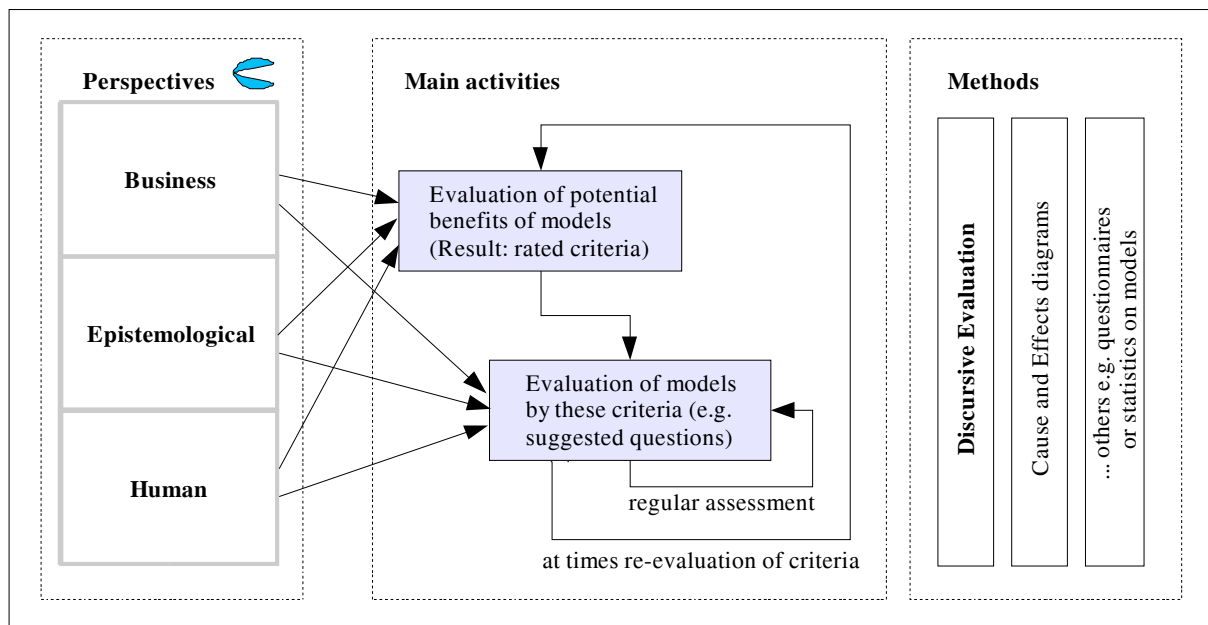 Perspectives
Business
Epistemological
Human
Main activities
Evaluation of potential
benefits of models
(Result: rated criteria)
Evaluation of models
by these criteria (e.g.
suggested questions)
regular assessment
at times re-evaluation of criteria
Methods
Discursive Evaluation
Cause and Effects diagrams
... others e.g. questionnaires
or statistics on models